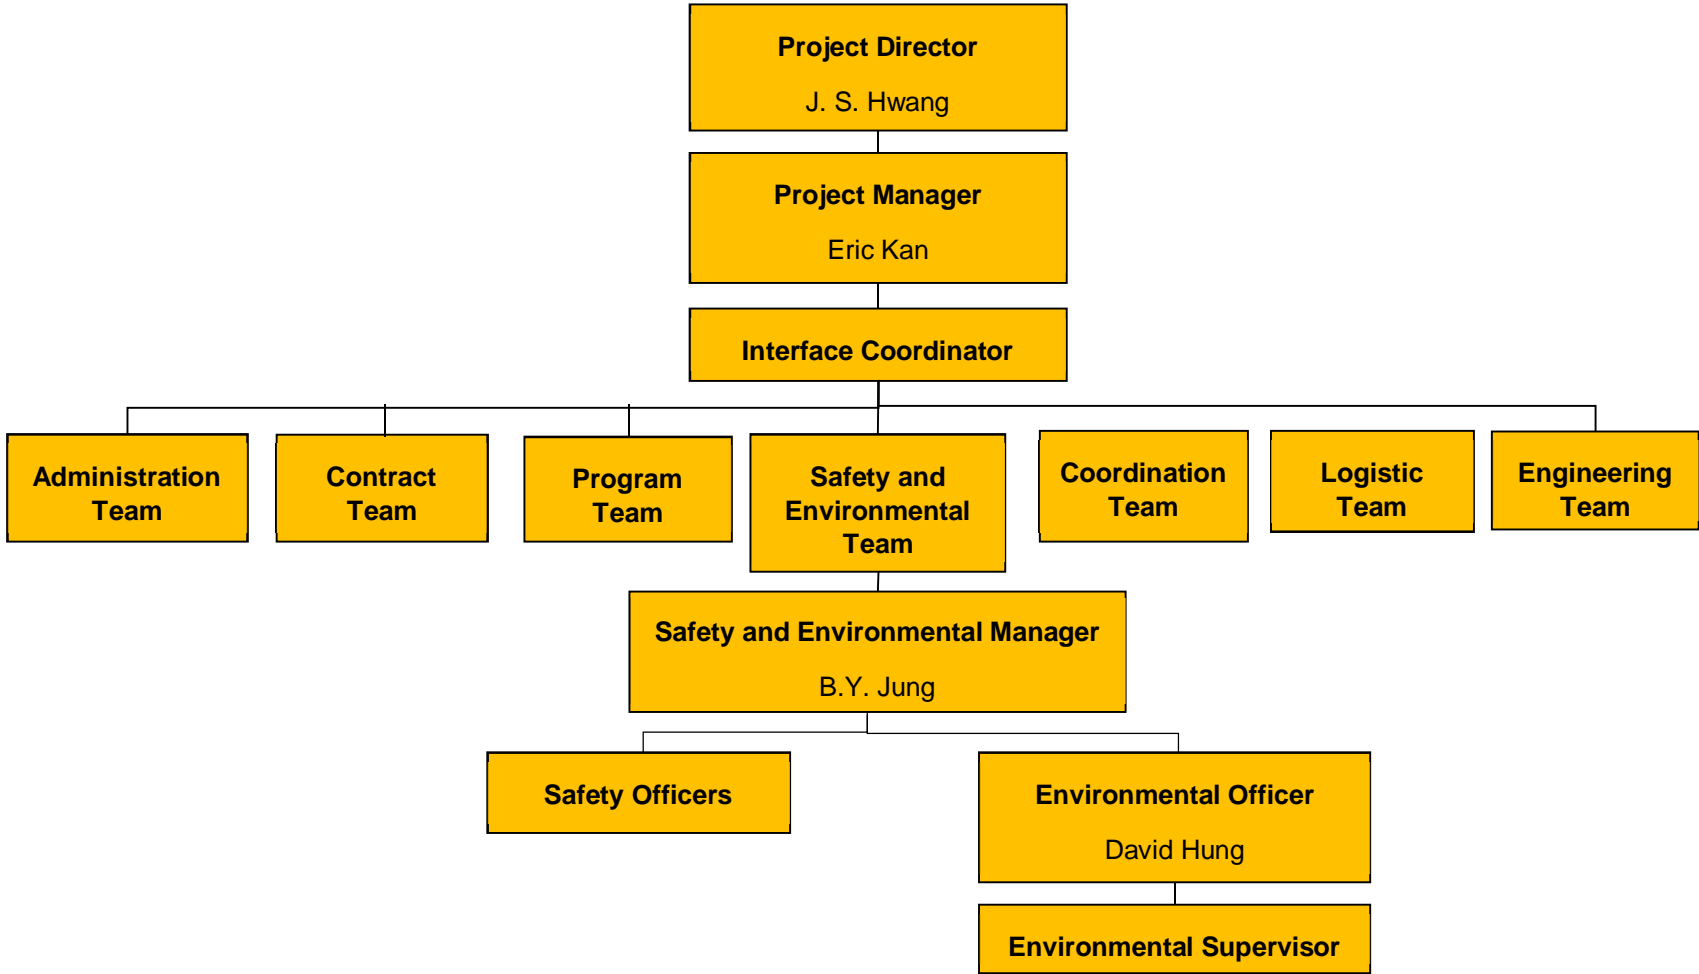 Project Director
J. S. Hwang
Project Manager
Eric Kan
Interface Coordinator
Administration
Team
Contract
Team
Program
Team
Safety and
Environmental
Team
Coordination
Team
Logistic
Team
Engineering
Team
Safety and Environmental Manager
B.Y. Jung
Safety Officers
Environmental Officer
David Hung
Environmental Supervisor